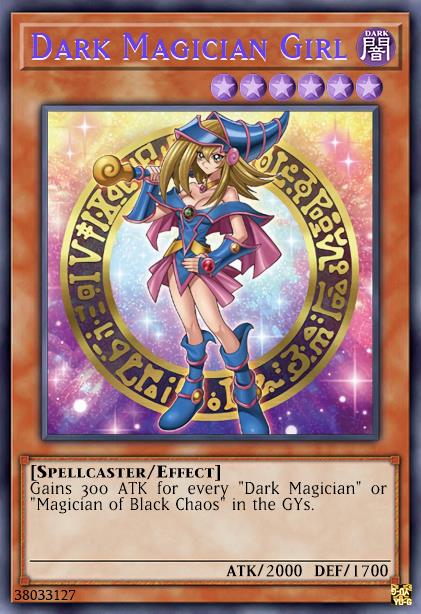 Dark Magician Girl
DARK
闇
[Spellcaster/Effect]
Gains 300 ATK for every "Dark Magician" or
"Magician of Black Chaos" in the GYs.
ATK/2000 DEF/1700
38033127